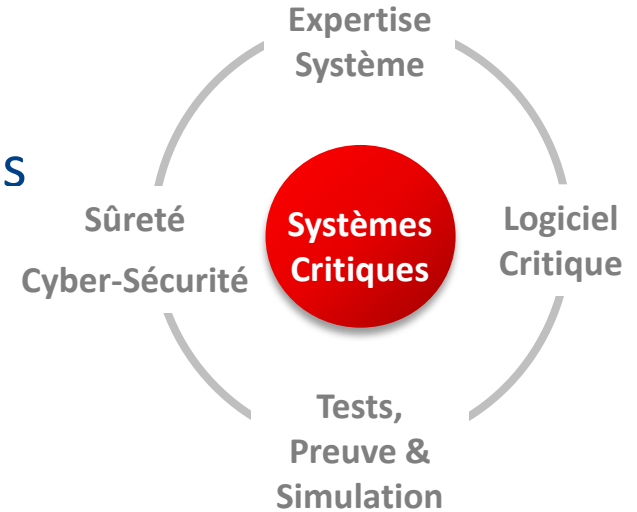 Expertise
Système
s
Sûreté
Cyber-Sécurité
Systèmes
Critiques
Logiciel
Critique
Tests,
Preuve &
Simulation